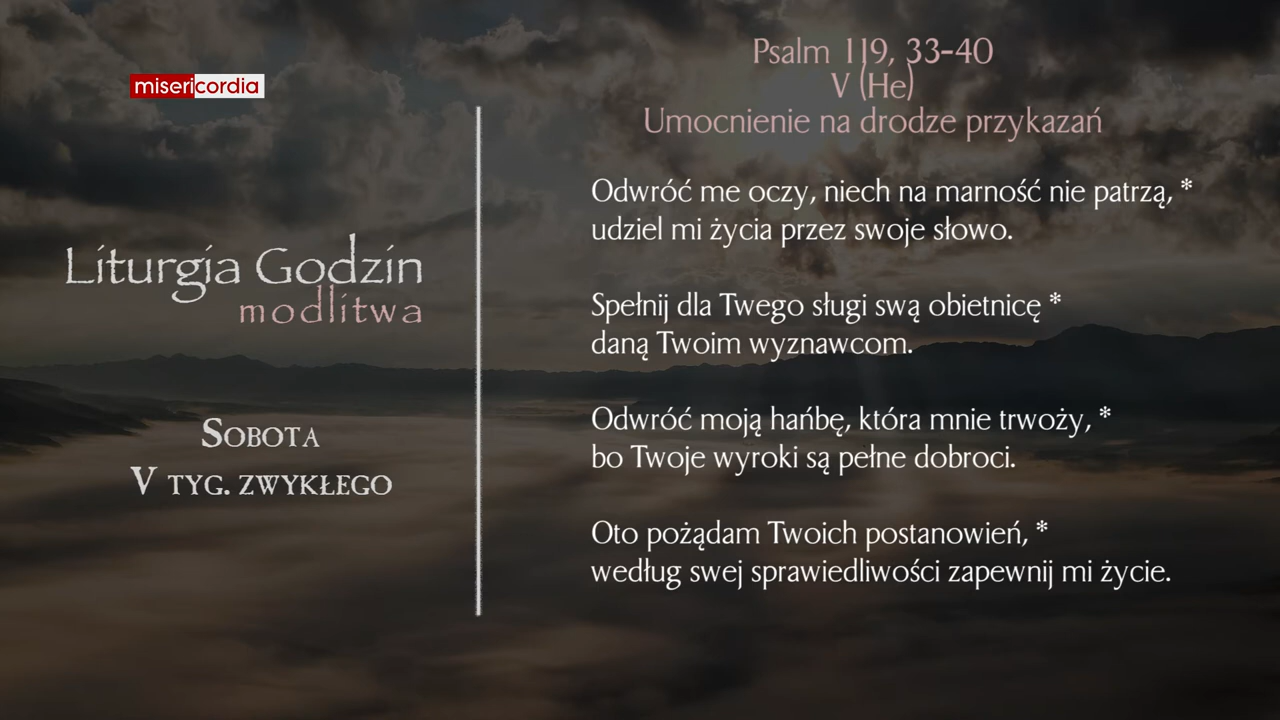 misericordia
Liturgia Godzin
modlitwa
Sobota
V tyg. zwykłego
Psalm 119, 33-40
V (He)
Umocnienie na drodze przykazań
Odwróć me oczy, niech na marność nie patrzą, *
udziel mi życia przez swoje słowo.
Spełnij dla Twego sługi swą obietnicę *
daną Twoim wyznawcom.
Odwróć moją hańbę, która mnie trwoży, *
bo Twoje wyroki są pełne dobroci.
Oto pożądam Twoich postanowień, *
według swej sprawiedliwości zapewnij mi życie.